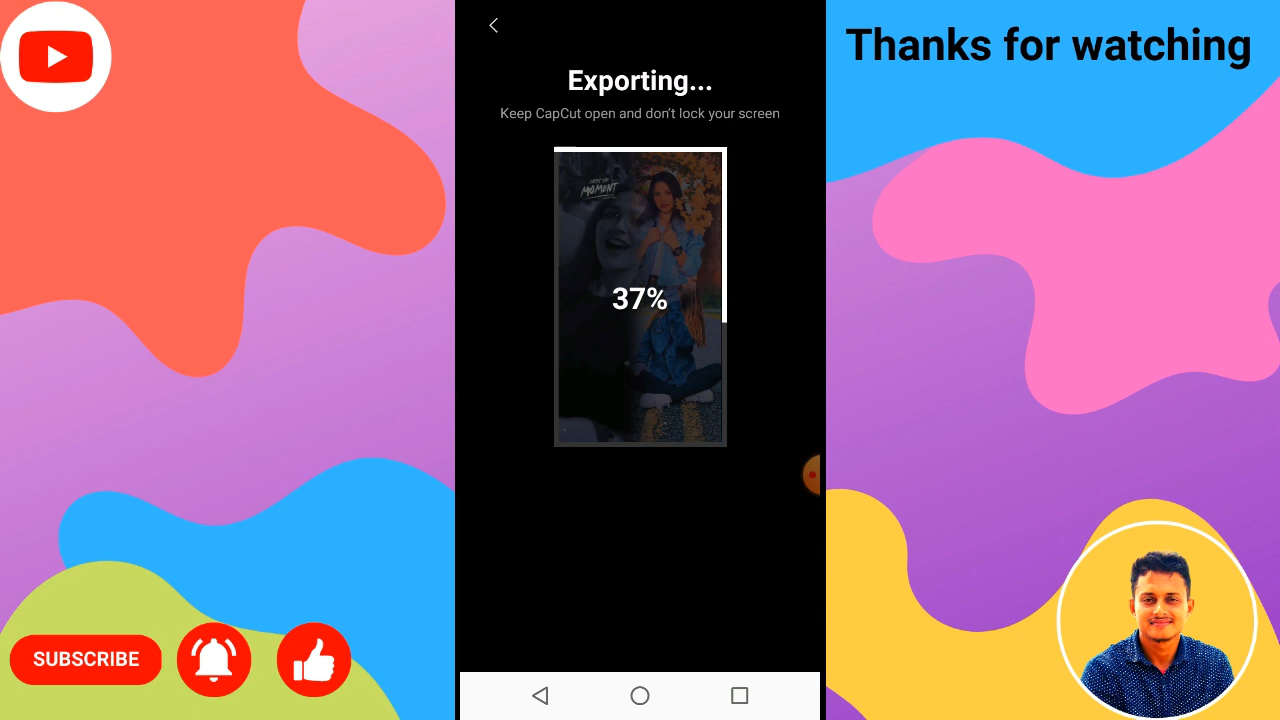 Thanks for watching
Exporting...
Keep CapCut open and don't lock your screen
MOMENT
37%
SUBSCRIBE